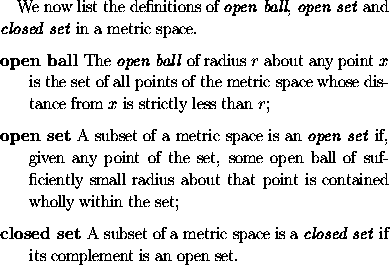 We now list the definitions of open ball, open set and
closed set in a metric space.
open ball The open ball of radius r about any point x
is the set of all points of the metric space whose dis-
tance from x is strictly less than r;
open set A subset of a metric space is an open set if,
given any point of the set, some open ball of suf-
ficiently small radius about that point is contained
wholly within the set;
closed set A subset of a metric space is a closed set if
its complement is an open set.